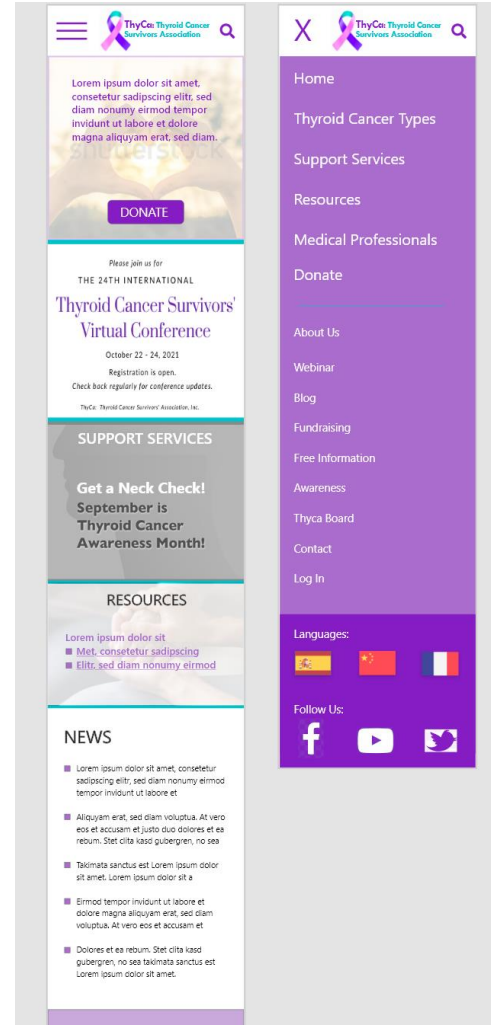 ThyCa: Thyroid Cancer
Survivors Association
Lorem ipsum dolor sit amet,
consetetur sadipscing elitr, sed
diam nonumy eirmod tempor
invidunt ut labore et dolore
magna aliquyam erat, sed diam.
shutterstock
DONATE
Please join us for
THE 24TH INTERNATIONAL
Thyroid Cancer Survivors'
Virtual Conference
October 22 - 24, 2021
Registration is open.
Check back regularly for conference updates.
ThyCa: Thyroid Cancer Survivors' Association, Inc.
SUPPORT SERVICES
Get a Neck Check!
September is
Thyroid Cancer
Awareness Month!
RESOURCES
Lorem ipsum dolor sit
Met, consetetur sadipscing
Elitr, sed diam nonumy eirmod
NEWS
Lorem ipsum dolor sit amet, consetetur
sadipscing elitr, sed diam nonumy eirmod
tempor invidunt ut labore et
Aliquyam erat, sed diam voluptua. At vero
eos et accusam et justo duo dolores et ea
rebum. Stet clita kasd gubergren, no sea
Takimata sanctus est Lorem ipsum dolor
sit amet. Lorem ipsum dolor sit a
Eirmod tempor invidunt ut labore et
dolore magna aliquyam erat, sed diam
voluptua. At vero eos et accusam et
Dolores et ea rebum. Stet clita kasd
gubergren, no sea takimata sanctus est
Lorem ipsum dolor sit amet.
X
ThyCa: Thyroid Cancer
Survivors Association
Home
Thyroid Cancer Types
Support Services
Resources
Medical Professionals
Donate
About Us
Webinar
Blog
Fundraising
Free Information
Awareness
Thyca Board
Contact
Log In
Languages:
Follow Us: